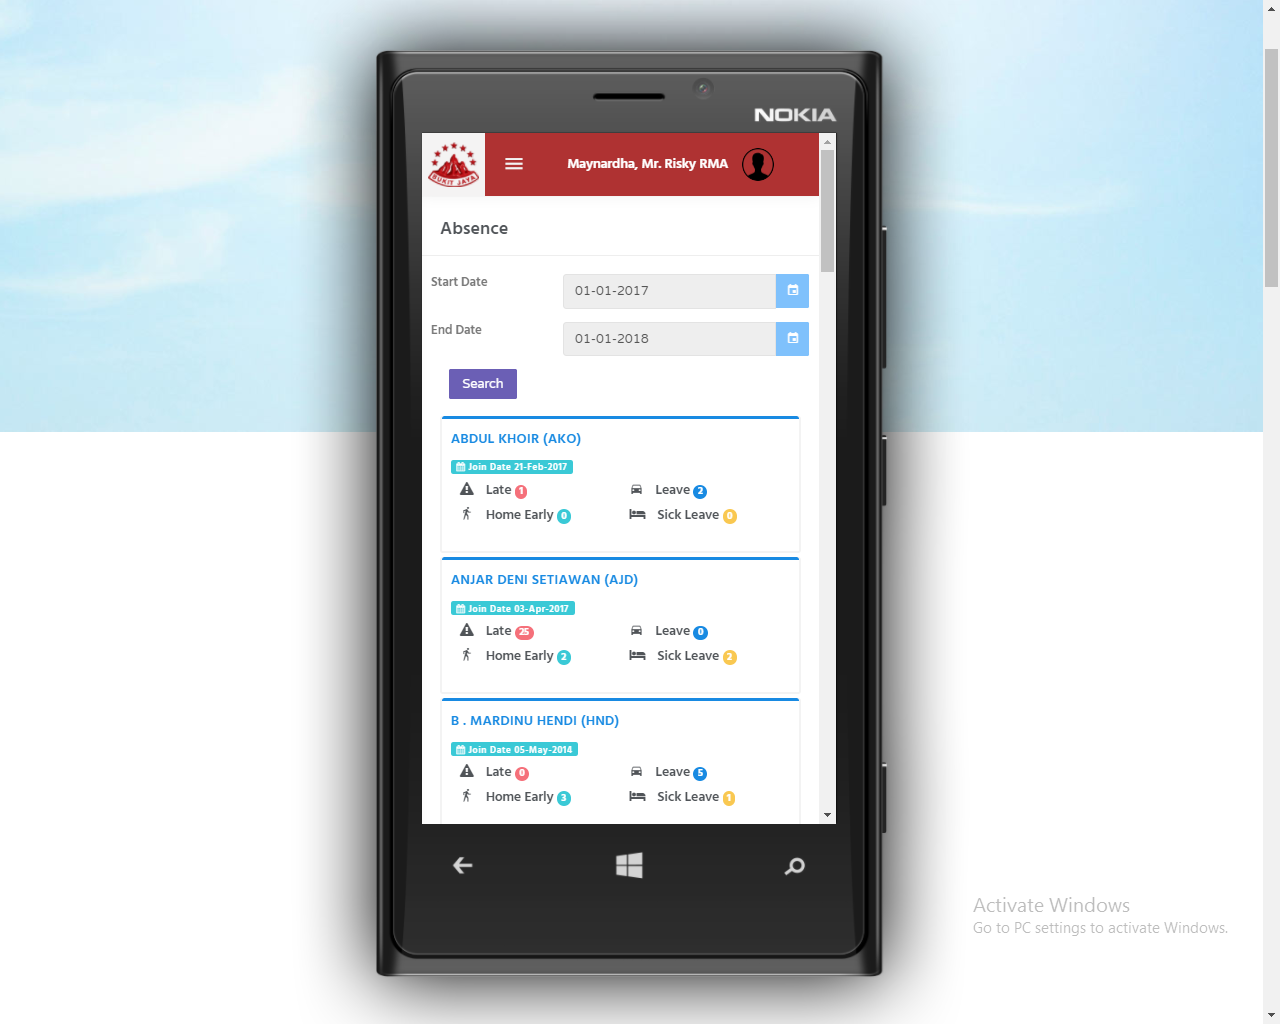 NOKIA
BUKIT JAYA
Maynardha, Mr. Risky RMA
Absence
Start Date
01-01-2017
End Date
01-01-2018
Search
ABDUL KHOIR (AKO)
Join Date 21-Feb-2017
Late 1
Leave 2
Home Early 0
Sick Leave 0
ANJAR DENI SETIAWAN (AJD)
Join Date 03-Apr-2017
Late 25
Leave 0
Home Early 2
Sick Leave 2
B . MARDINU HENDI (HND)
Join Date 05-May-2014
Late 0
Leave 5
Home Early 3
Sick Leave 1
Activate Windows
Go to PC settings to activate Windows.